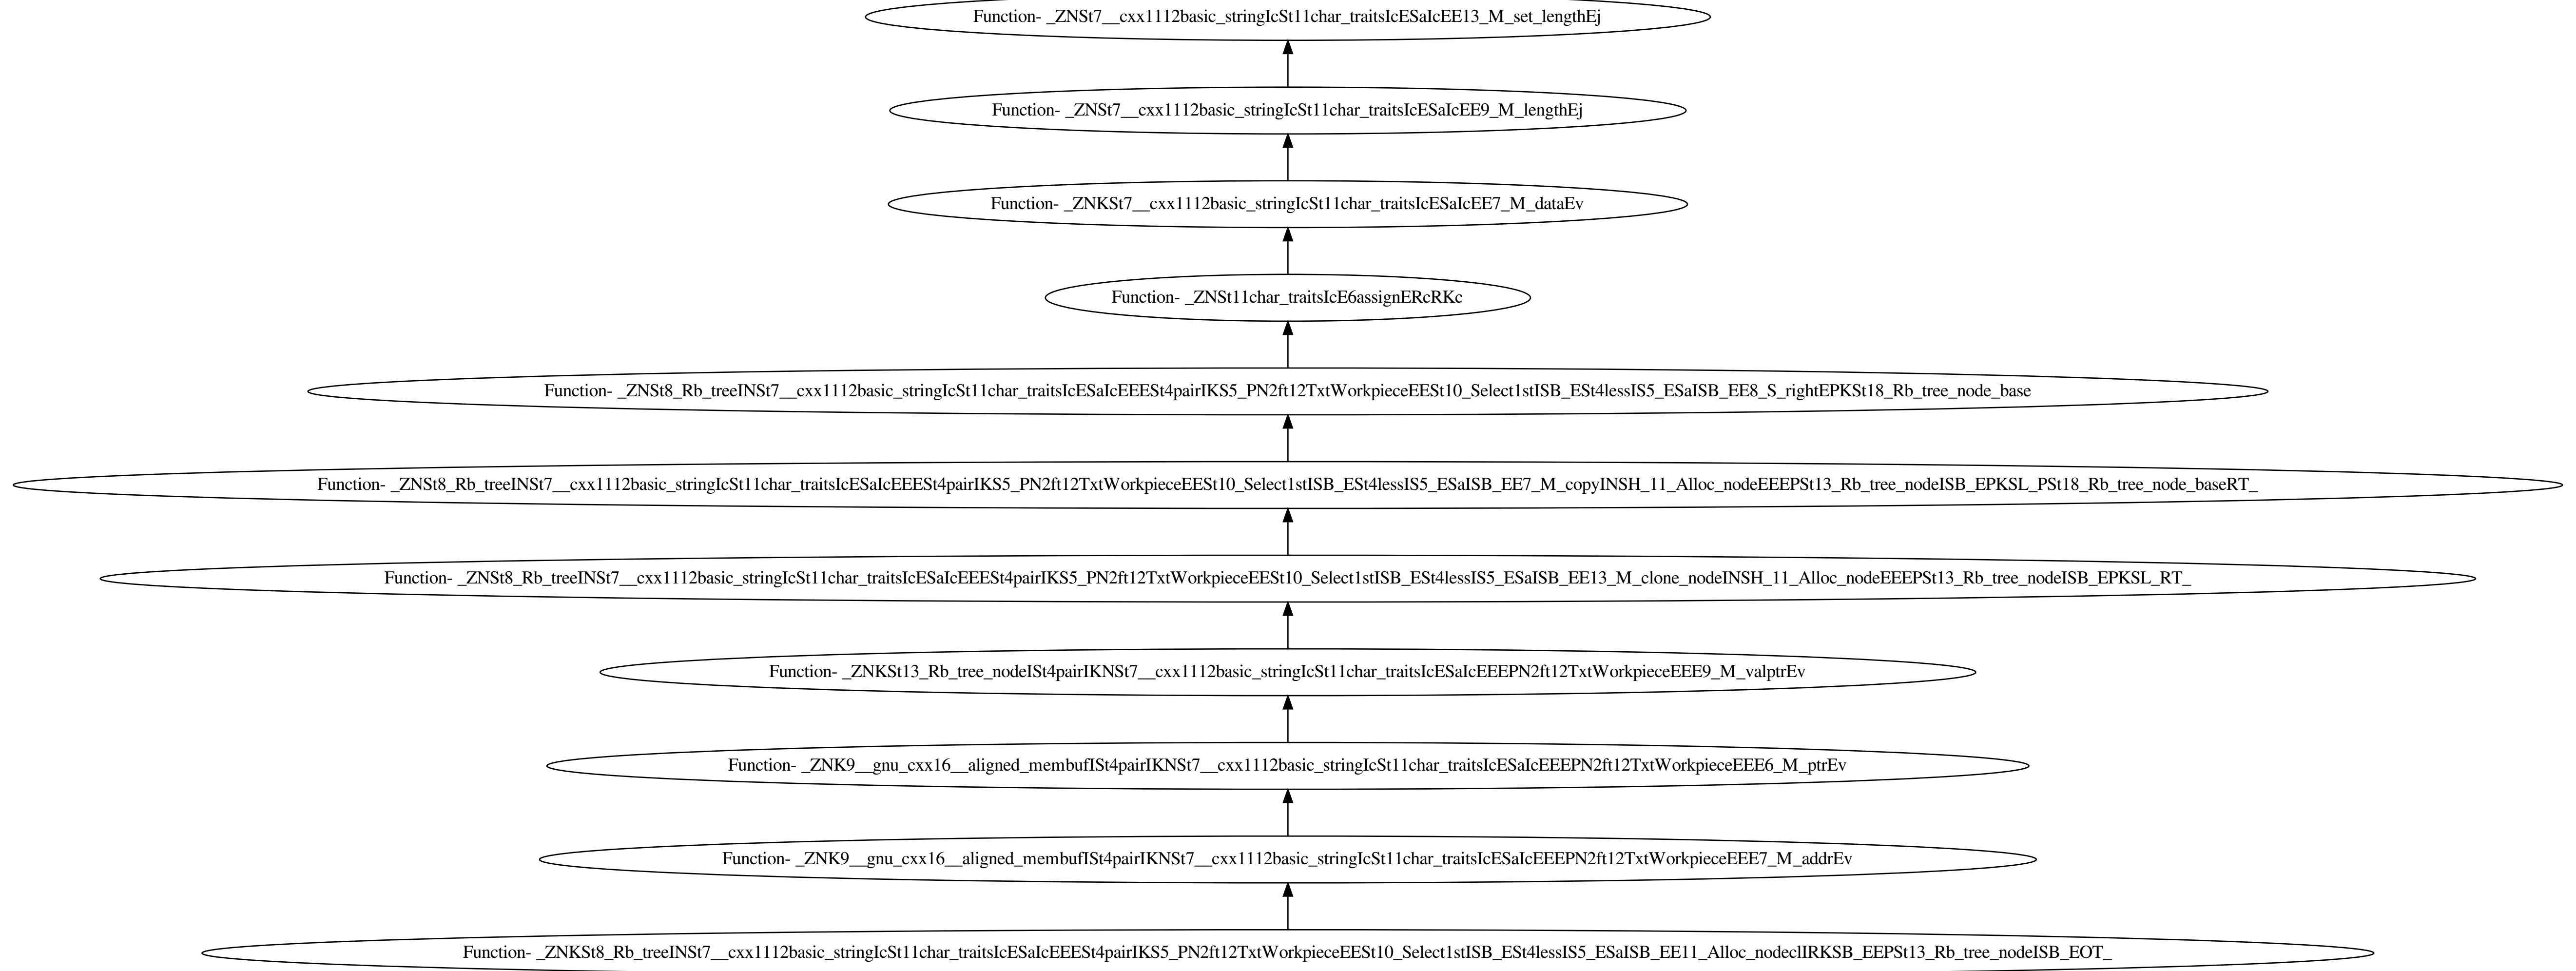 Function- _ZNSt7__cxx1112basic_stringIcSt11char_traitsIcESaIcEE13_M_set_lengthEj
Function- _ZNSt7__cxx1112basic_stringIcSt11char_traitsIcESaIcEE9_M_lengthEj
Function- _ZNKSt7__cxx1112basic_stringIcSt11char_traitsIcESaIcEE7_M_dataEv
Function- _ZNSt11char_traitsIcE6assignERcRKc
Function- _ZNSt8_Rb_treeINSt7__cxx1112basic_stringIcSt11char_traitsIcESaIcEEESt4pairIKS5_PN2ft12TxtWorkpieceEESt10_Select1stISB_ESt4lessIS5_ESaISB_EE8_S_rightEPKSt18_Rb_tree_node_base
Function- _ZNSt8_Rb_treeINSt7__cxx1112basic_stringIcSt11char_traitsIcESaIcEEESt4pairIKS5_PN2ft12TxtWorkpieceEESt10_Select1stISB_ESt4lessIS5_ESaISB_EE7_M_copyINSH_11_Alloc_nodeEEEPSt13_Rb_tree_nodeISB_EPKSL_PSt18_Rb_tree_node_baseRT_
Function- _ZNSt8_Rb_treeINSt7__cxx1112basic_stringIcSt11char_traitsIcESaIcEEESt4pairIKS5_PN2ft12TxtWorkpieceEESt10_Select1stISB_ESt4lessIS5_ESaISB_EE13_M_clone_nodeINSH_11_Alloc_nodeEEEPSt13_Rb_tree_nodeISB_EPKSL_RT_
Function- _ZNKSt13_Rb_tree_nodeISt4pairIKNSt7__cxx1112basic_stringIcSt11char_traitsIcESaIcEEEPN2ft12TxtWorkpieceEEE9_M_valptrEv
Function- _ZNK9__gnu_cxx16__aligned_membufISt4pairIKNSt7__cxx1112basic_stringIcSt11char_traitsIcESaIcEEEPN2ft12TxtWorkpieceEEE6_M_ptrEv
Function- _ZNK9__gnu_cxx16__aligned_membufISt4pairIKNSt7__cxx1112basic_stringIcSt11char_traitsIcESaIcEEEPN2ft12TxtWorkpieceEEE7_M_addrEv
Function- _ZNKSt8_Rb_treeINSt7__cxx1112basic_stringIcSt11char_traitsIcESaIcEEESt4pairIKS5_PN2ft12TxtWorkpieceEESt10_Select1stISB_ESt4lessIS5_ESaISB_EE11_Alloc_nodeclIRKSB_EEPSt13_Rb_tree_nodeISB_EOT_